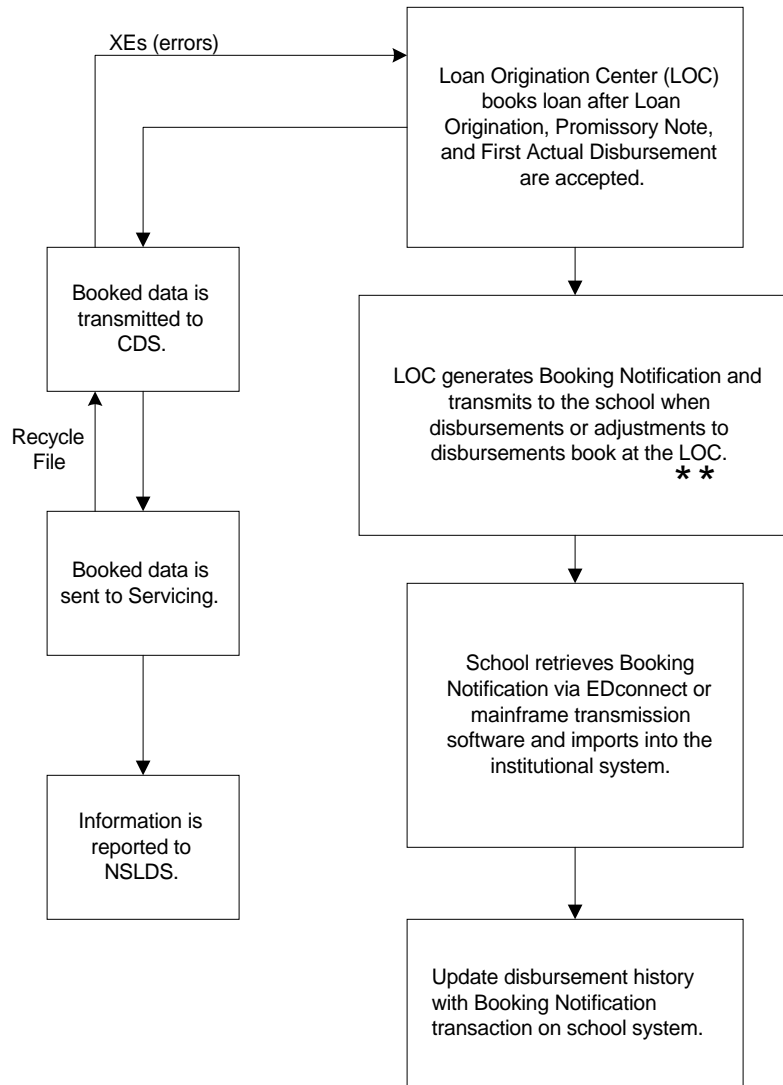 XEs (errors)
Loan Origination Center (LOC)
books loan after Loan
Origination, Promissory Note,
and First Actual Disbursement
are accepted.
Booked data is
transmitted to
CDS.
LOC generates Booking Notification and
transmits to the school when
disbursements or adjustments to
disbursements book at the LOC.
* *
Recycle
File
Booked data is
sent to Servicing.
School retrieves Booking
Notification via EDconnect or
mainframe transmission
software and imports into the
institutional system.
Information is
reported to
NSLDS.
Update disbursement history
with Booking Notification
transaction on school system.